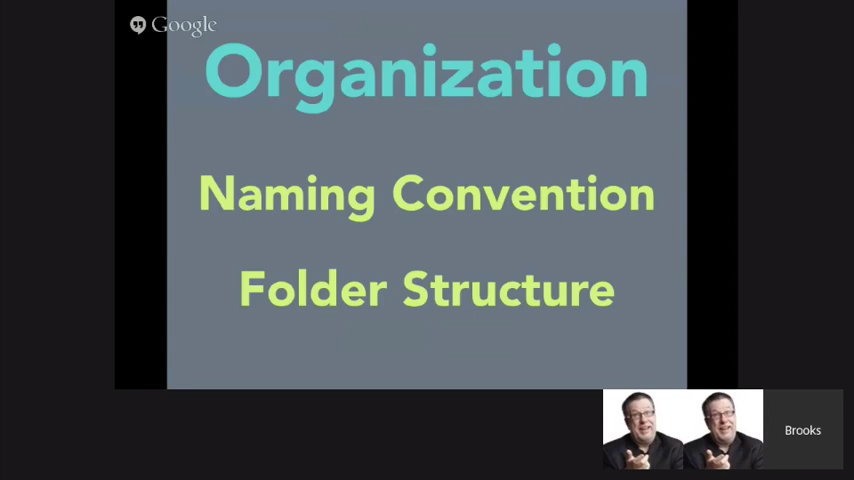 Google
Organization
Naming Convention
Folder Structure
Brooks